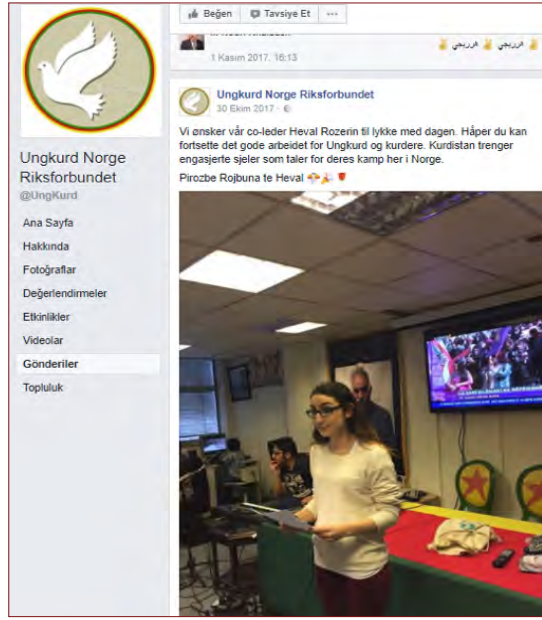 Beğen
Tavsiye Et
1 Kasım 2017, 16:13
Ungkurd Norge Riksforbundet
30 Ekim 2017
Vi ønsker vår co-leder Heval Rozerin til lykke med dagen. Håper du kan
fortsette det gode arbeidet for Ungkurd og kurdere. Kurdistan trenger
engasjerte sjeler som taler for deres kamp her i Norge.
Pirozbe Rojbuna te Heval
Ungkurd Norge
Riksforbundet
@UngKurd
Ana Sayfa
Hakkında
Fotoğraflar
Değerlendirmeler
Etkinlikler
Videolar
Gönderiler
Topluluk